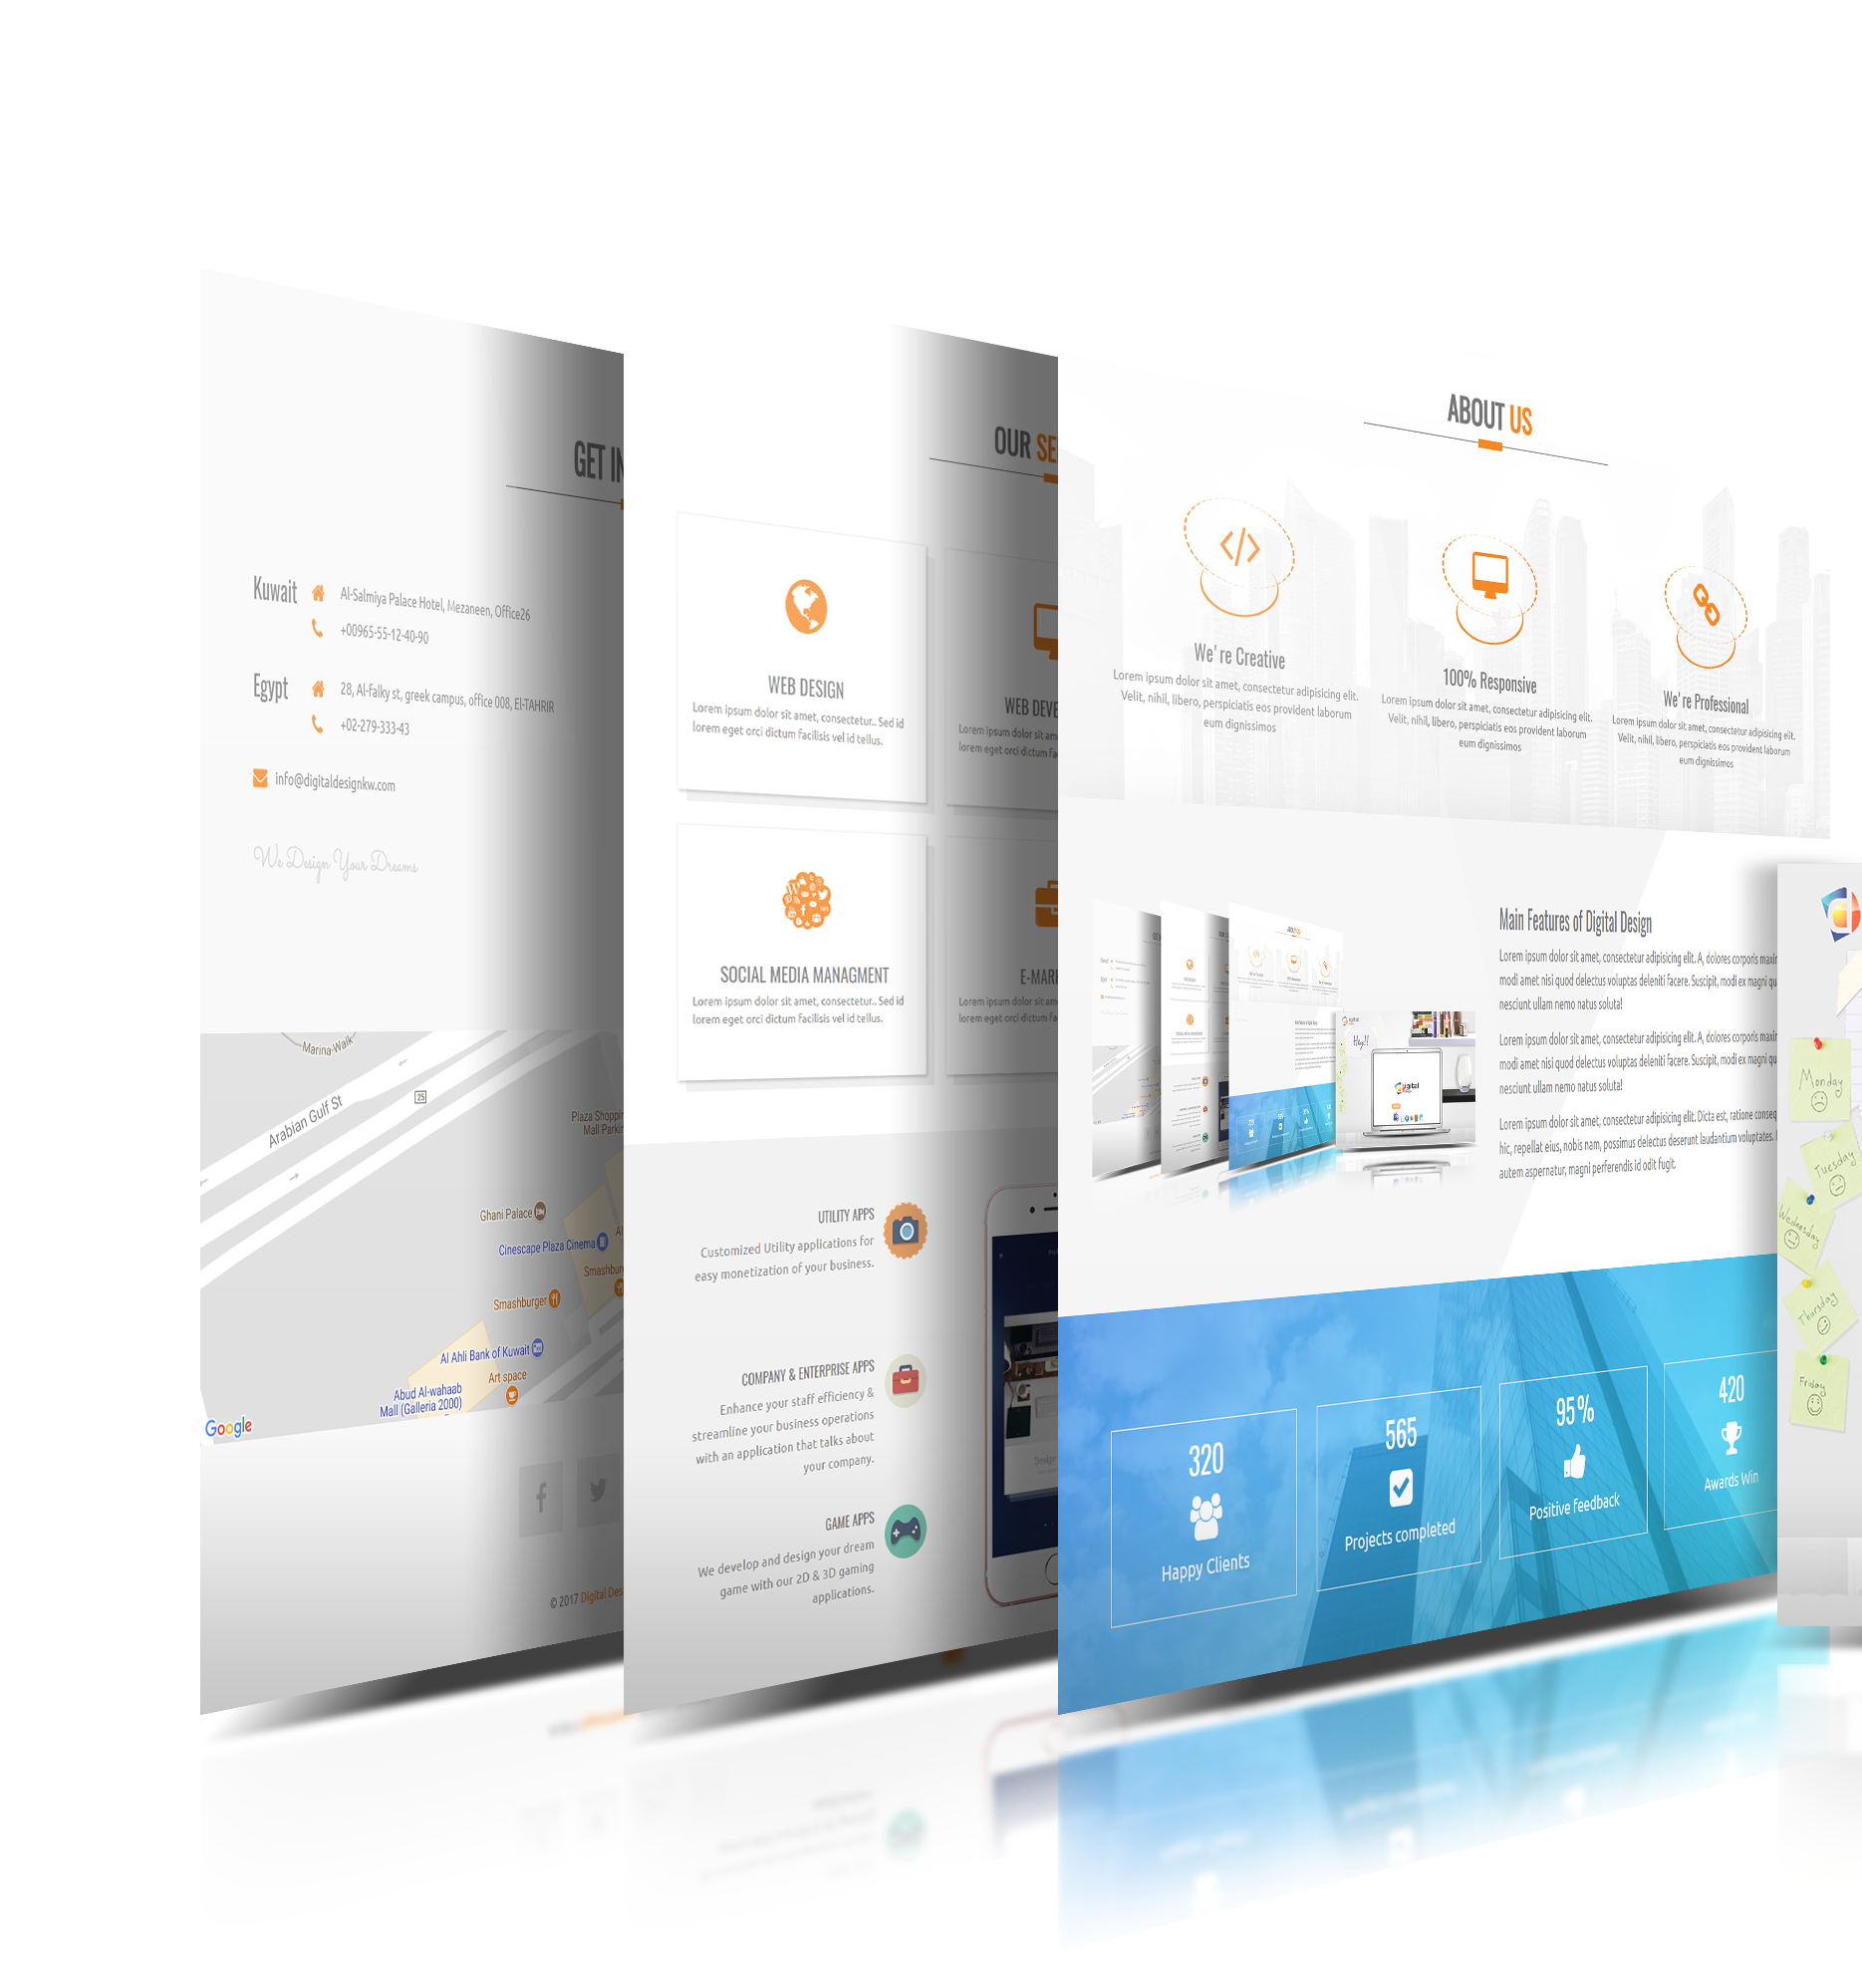 GET IN
Kuwait
Al-Salmiya Palace Hotel, Mezaneen, Office26
+00965-55-12-40-90
Egypt
28, Al-falky st, greek campus, office 008, El-TAHRIR
+02-279-333-43
info@digitaldesignkw.com
We Design Your Dreams
Marina Walk
25
Arabian Gulf St
Plaza Shoppin
Mall Parkin
Ghani Palace
Cinescape Plaza Cinema
Smashburg
Smashburger
Al Ahli Bank of Kuwait
Art space
Abud Al-wahaab
Mall (Galleria 2000)
Google
© 2017 Digital Des
OUR SE
WEB DESIGN
Lorem ipsum dolor sit amet, consectetur.. Sed id
lorem eget orci dictum facilisis vel id tellus.
WEB DEVE
Lorem ipsum dolor sit am
lorem eget orci dictum fa
SOCIAL MEDIA MANAGMENT
Lorem ipsum dolor sit amet, consectetur.. Sed id
lorem eget orci dictum facilisis vel id tellus.
E-MARK
Lorem ipsum dolor sit am
lorem eget orci dictum fa
UTILITY APPS
Customized Utility applications for
easy monetization of your business.
COMPANY & ENTERPRISE APPS
Enhance your staff efficiency &
streamline your business operations
with an application that talks about
your company.
GAME APPS
We develop and design your dream
game with our 2D & 3D gaming
applications.
Design
ABOUT US
We're Creative
Lorem ipsum dolor sit amet, consectetur adipisicing elit.
Velit, nihil, libero, perspiciatis eos provident laborum
eum dignissimos
100% Responsive
Lorem ipsum dolor sit amet, consectetur adipisicing elit.
Velit, nihil, libero, perspiciatis eos provident laborum
eum dignissimos
We're Professional
Lorem ipsum dolor sit amet, consectetur adipisicing elit.
Velit, nihil, libero, perspiciatis eos provident laborum
eum dignissimos
ABOUT US
Hey!!
Digital
Main Features of Digital Design
Lorem ipsum dolor sit amet, consectetur adipisicing elit. A, dolores corporis maxim
modi amet nisi quod delectus voluptas deleniti facere. Suscipit, modi ex magni qu
nesciunt ullam nemo natus soluta!
Lorem ipsum dolor sit amet, consectetur adipisicing elit. A, dolores corporis maxim
modi amet nisi quod delectus voluptas deleniti facere. Suscipit, modi ex magni qu
nesciunt ullam nemo natus soluta!
Lorem ipsum dolor sit amet, consectetur adipisicing elit. Dicta est, ratione conseq
hic, repellat eius, nobis nam, possimus delectus deserunt laudantium voluptates.
autem aspernatur, magni perferendis id odit fugit.
320
Happy Clients
565
Projects completed
95%
Positive feedback
420
Awards Win
Monday
Tuesday
Wednesday
Thursday
Friday